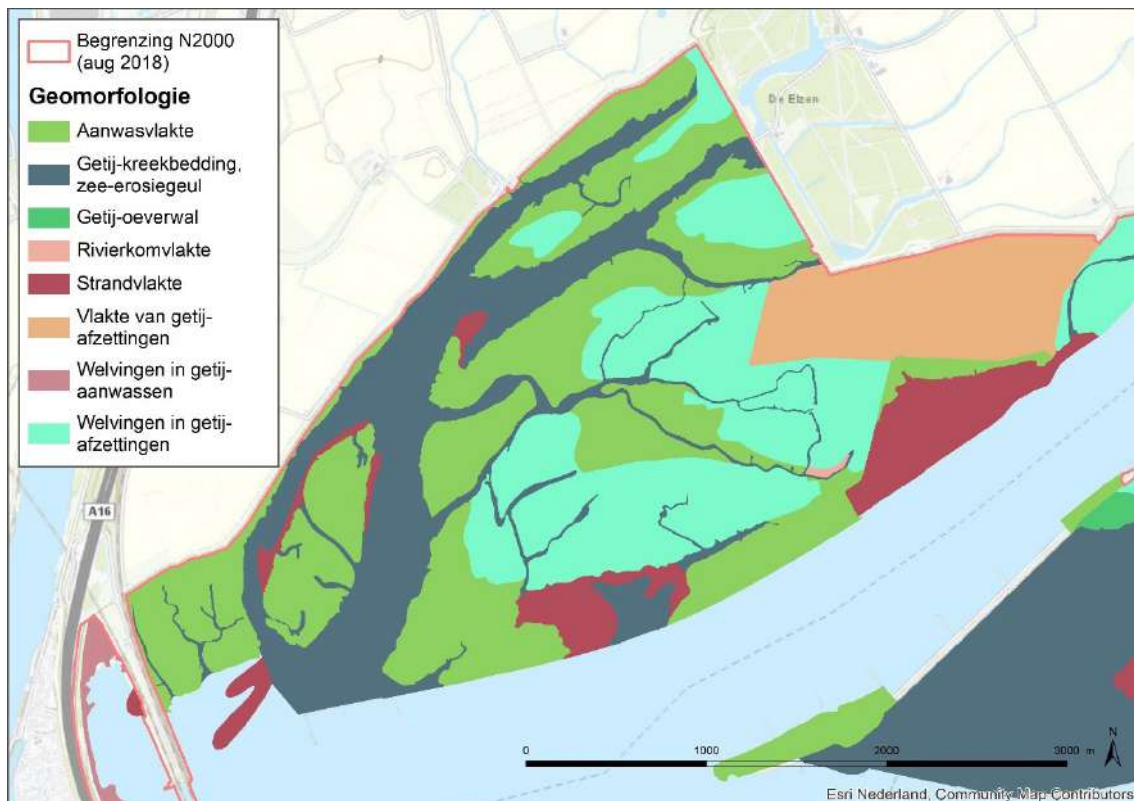 Begrenzing N2000
(aug 2018)
Geomorfologie
Aanwasvlakte
Getij-kreekbedding,
zee-erosiegeul
Getij-oeverwal
Rivierkomvlakte
Strandvlakte
Vlakte van getij-
afzettingen
Welvingen in getij-
aanwassen
Welvingen in getij-
afzettingen
De Elzen
A16
N
0 1000 2000 3000 m
Esri Nederland, Community Map Contributors